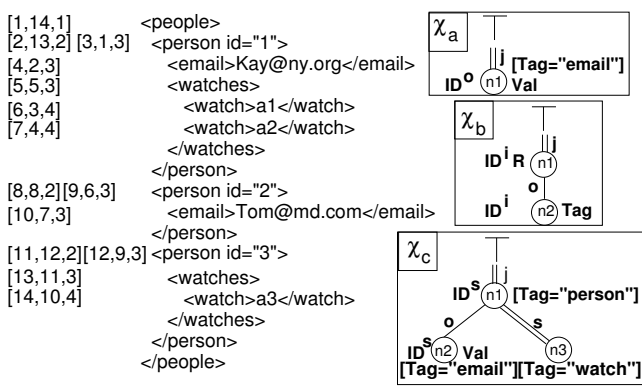 [1,14,1] <people>
[2,13,2] [3,1,3] <person id="1">
[4,2,3] <email>Kay@ny.org</email>
[5,5,3] <watches>
[6,3,4] <watch>a1</watch>
[7,4,4] <watch>a2</watch>
</watches>
</person>
[8,8,2][9,6,3] <person id="2">
[10,7,3] <email>Tom@md.com</email>
</person>
[11,12,2][12,9,3] <person id="3">
[13,11,3] <watches>
[14,10,4] <watch>a3</watch>
</watches>
</person>
</people>
χa
j
[Tag="email"]
IDo n1 Val
χb
j
IDi R n1
o
IDi n2 Tag
χc
j
IDs n1 [Tag="person"]
o s
IDs n2 Val n3
[Tag="email"][Tag="watch"]